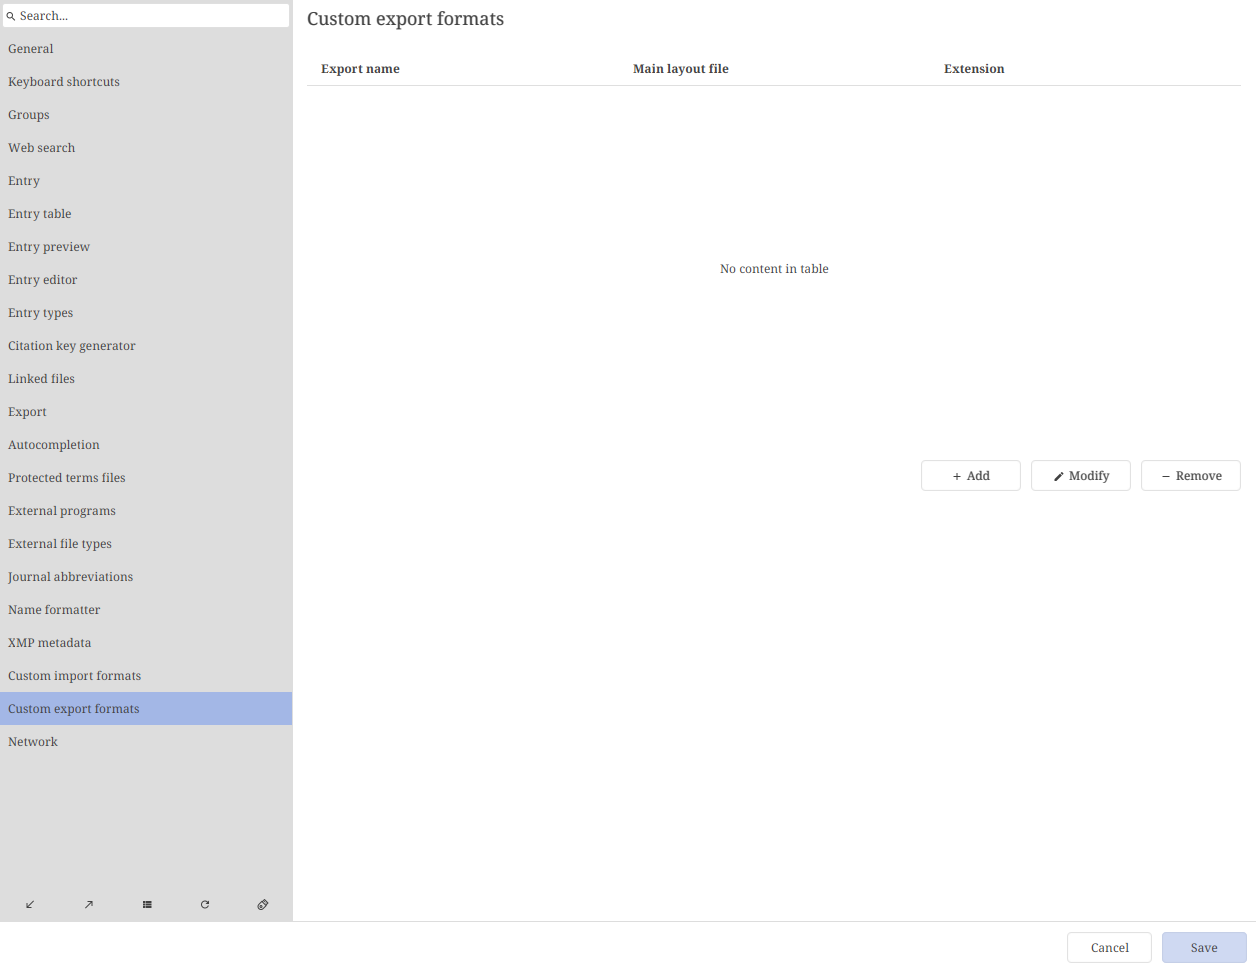 Search...
General
Keyboard shortcuts
Groups
Web search
Entry
Entry table
Entry preview
Entry editor
Entry types
Citation key generator
Linked files
Export
Autocompletion
Protected terms files
External programs
External file types
Journal abbreviations
Name formatter
XMP metadata
Custom import formats
Custom export formats
Network
Custom export formats
Export name Main layout file Extension
No content in table
+ Add Modify − Remove
Cancel Save